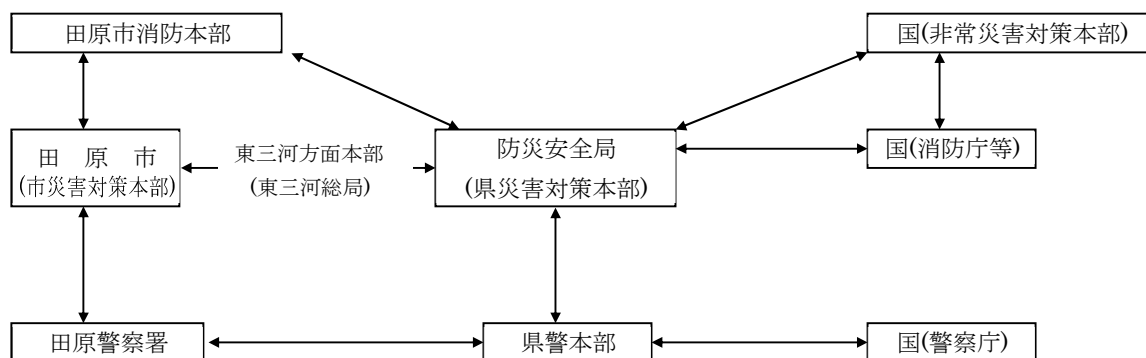 田原市消防本部
国(非常災害対策本部)
田　原　市
(市災害対策本部)
東三河方面本部
(東三河総局)
防災安全局
(県災害対策本部)
国(消防庁等)
田原警察署
県警本部
国(警察庁)